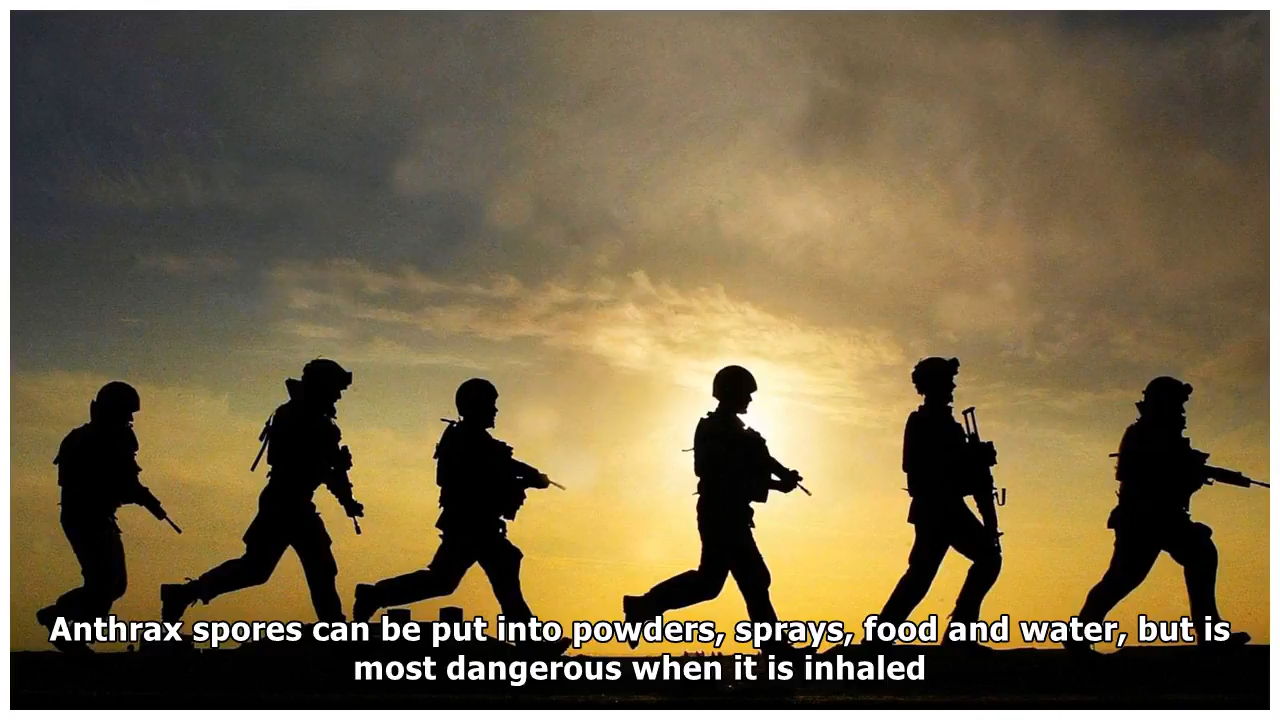 Anthrax spores can be put into powders, sprays, food and water, but is
most dangerous when it is inhaled